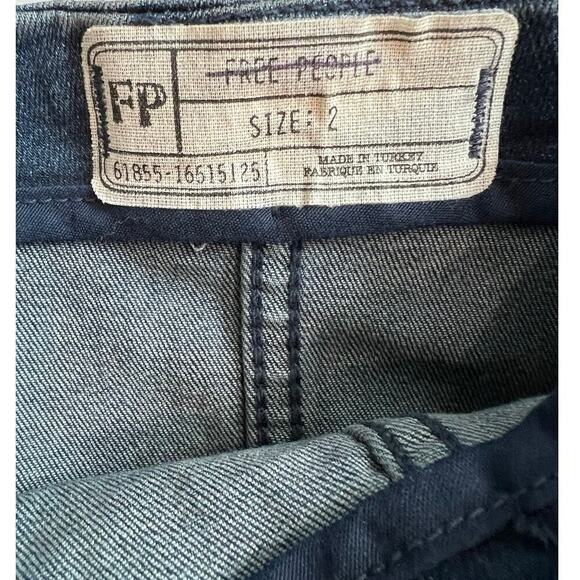 FP
FREE PEOPLE
SIZE: 2
61855-16515125
MADE IN TURKEY
FABRIQUE EN TURQUIE